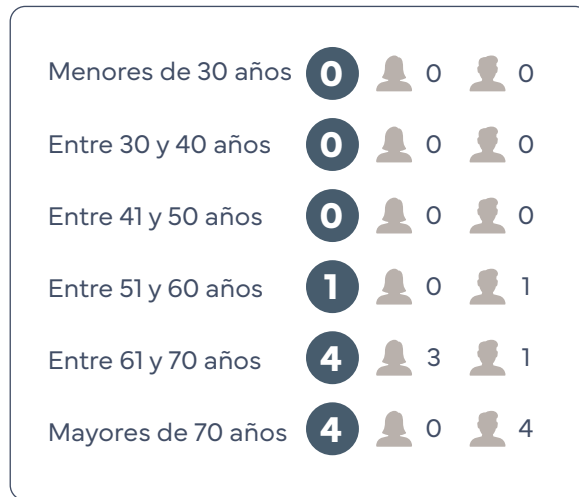 Menores de 30 años 0 0 0
Entre 30 y 40 años 0 0 0
Entre 41 y 50 años 0 0 0
Entre 51 y 60 años 1 0 1
Entre 61 y 70 años 4 3 1
Mayores de 70 años 4 0 4